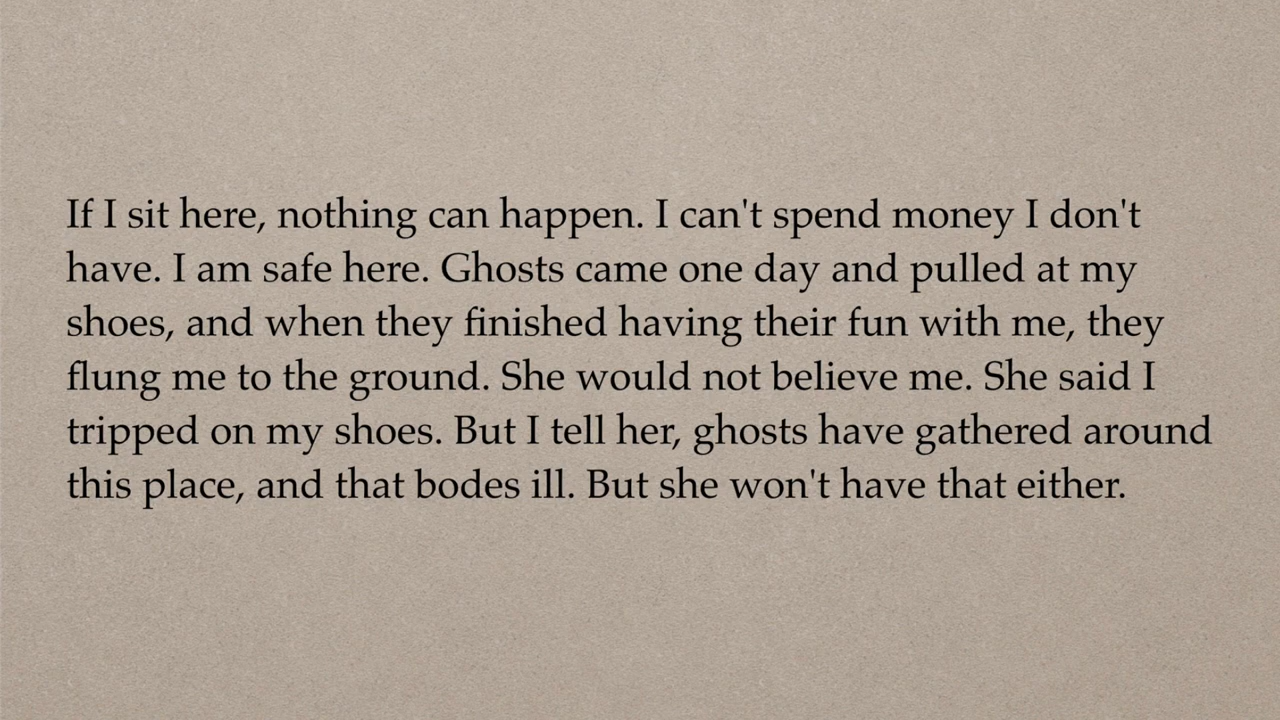 If I sit here, nothing can happen. I can't spend money I don't
have. I am safe here. Ghosts came one day and pulled at my
shoes, and when they finished having their fun with me, they
flung me to the ground. She would not believe me. She said I
tripped on my shoes. But I tell her, ghosts have gathered around
this place, and that bodes ill. But she won't have that either.